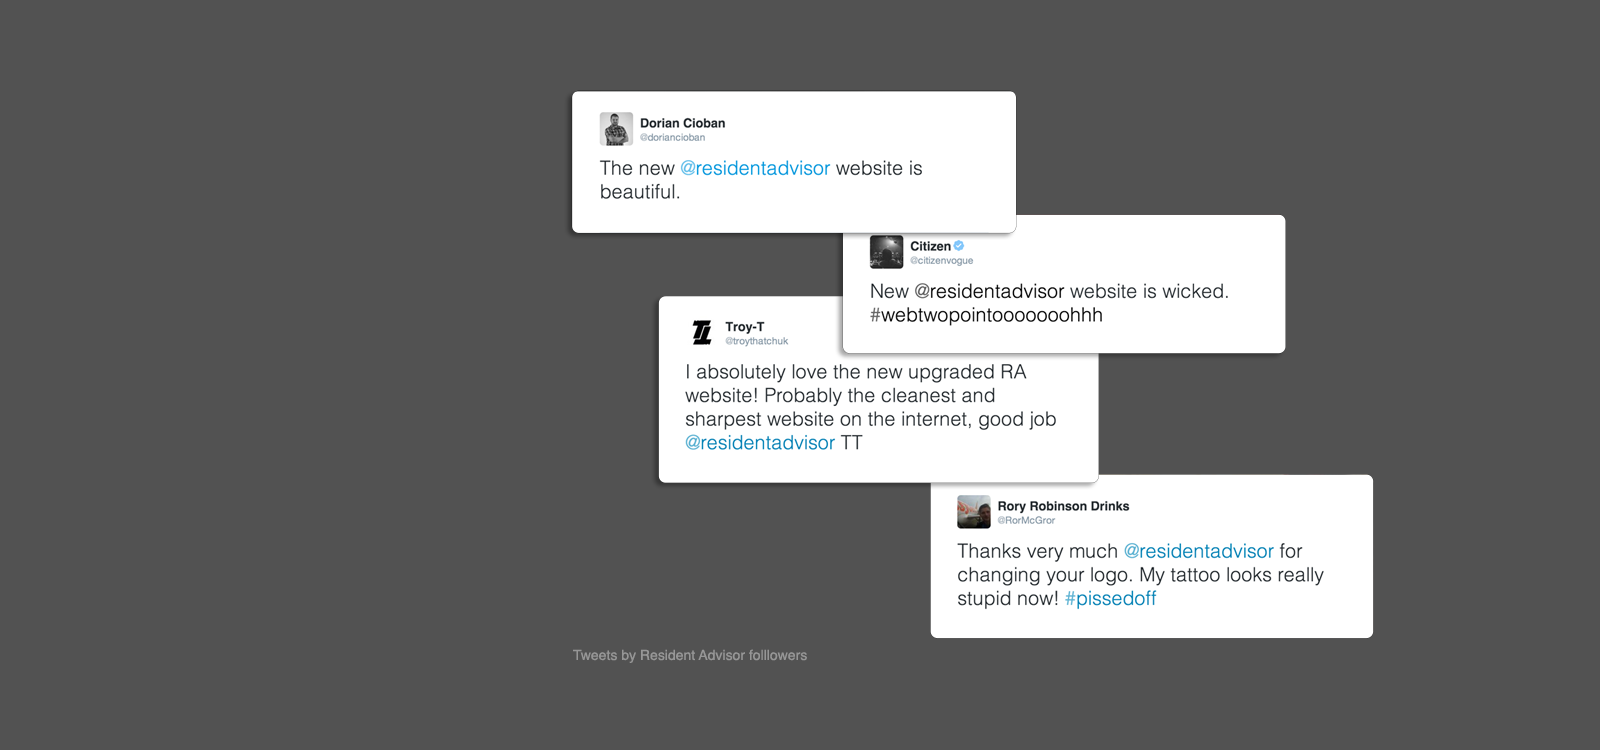 Dorian Cioban
@doriancioban
The new @residentadvisor website is
beautiful.
Citizen
@citizenvogue
New @residentadvisor website is wicked.
#webtwopointooooooohhh
Troy-T
@troythatchuk
I absolutely love the new upgraded RA
website! Probably the cleanest and
sharpest website on the internet, good job
@residentadvisor TT
Rory Robinson Drinks
@RorMcGror
Thanks very much @residentadvisor for
changing your logo. My tattoo looks really
stupid now! #pissedoff
Tweets by Resident Advisor folllowers